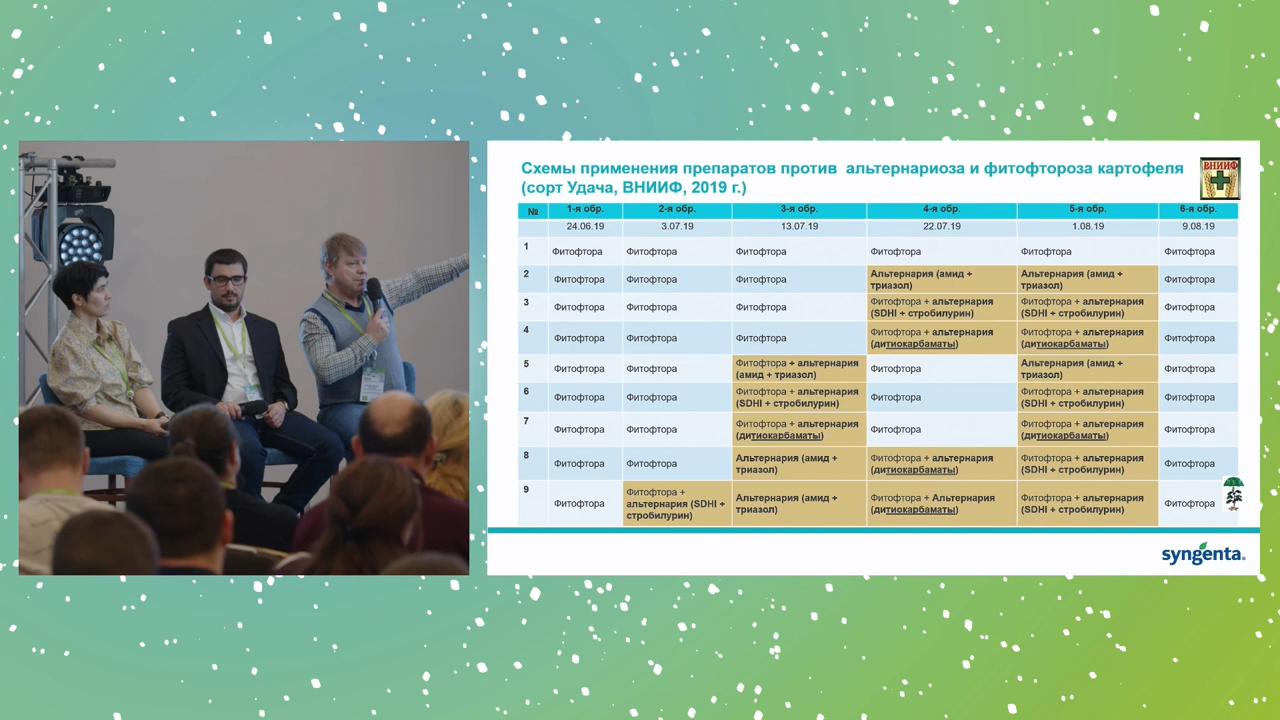 Схемы применения препаратов против альтернариоза и фитофтороза картофеля
(сорт Удача, ВНИИФ, 2019 г.)
ВНИИФ
№ 1-я обр. 2-я обр. 3-я обр. 4-я обр. 5-я обр. 6-я обр.
24.06.19 3.07.19 13.07.19 22.07.19 1.08.19 9.08.19
1 Фитофтора Фитофтора Фитофтора Фитофтора Фитофтора Фитофтора
2 Фитофтора Фитофтора Фитофтора Альтернария (амид + триазол) Альтернария (амид + триазол) Фитофтора
3 Фитофтора Фитофтора Фитофтора Фитофтора + альтернария (SDHI + стробилурин) Фитофтора + альтернария (SDHI + стробилурин) Фитофтора
4 Фитофтора Фитофтора Фитофтора Фитофтора + альтернария (дитиокарбаматы) Фитофтора + альтернария (дитиокарбаматы) Фитофтора
5 Фитофтора Фитофтора Фитофтора + альтернария (амид + триазол) Фитофтора Альтернария (амид + триазол) Фитофтора
6 Фитофтора Фитофтора Фитофтора + альтернария (SDHI + стробилурин) Фитофтора Фитофтора + альтернария (SDHI + стробилурин) Фитофтора
7 Фитофтора Фитофтора Фитофтора + альтернария (дитиокарбаматы) Фитофтора Фитофтора + альтернария (дитиокарбаматы) Фитофтора
8 Фитофтора Фитофтора Альтернария (амид + триазол) Фитофтора + альтернария (дитиокарбаматы) Фитофтора + альтернария (SDHI + стробилурин) Фитофтора
9 Фитофтора Фитофтора + альтернария (SDHI + стробилурин) Альтернария (амид + триазол) Фитофтора + Альтернария (дитиокарбаматы) Фитофтора + альтернария (SDHI + стробилурин) Фитофтора
syngenta.